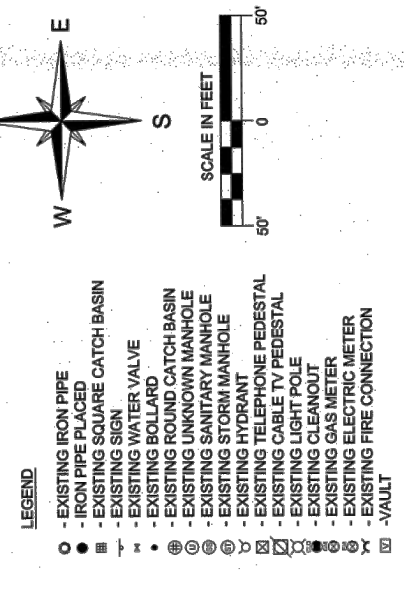 LEGEND
- EXISTING IRON PIPE
- IRON PIPE PLACED
- EXISTING SQUARE CATCH BASIN
- EXISTING SIGN
- EXISTING WATER VALVE
- EXISTING BOLLARD
- EXISTING ROUND CATCH BASIN
- EXISTING UNKNOWN MANHOLE
- EXISTING SANITARY MANHOLE
- EXISTING STORM MANHOLE
- EXISTING HYDRANT
- EXISTING TELEPHONE PEDESTAL
- EXISTING CABLE TV PEDESTAL
- EXISTING LIGHT POLE
- EXISTING CLEANOUT
- EXISTING GAS METER
- EXISTING ELECTRIC METER
- EXISTING FIRE CONNECTION
V -VAULT
W E
S
SCALE IN FEET
50' 0 50'